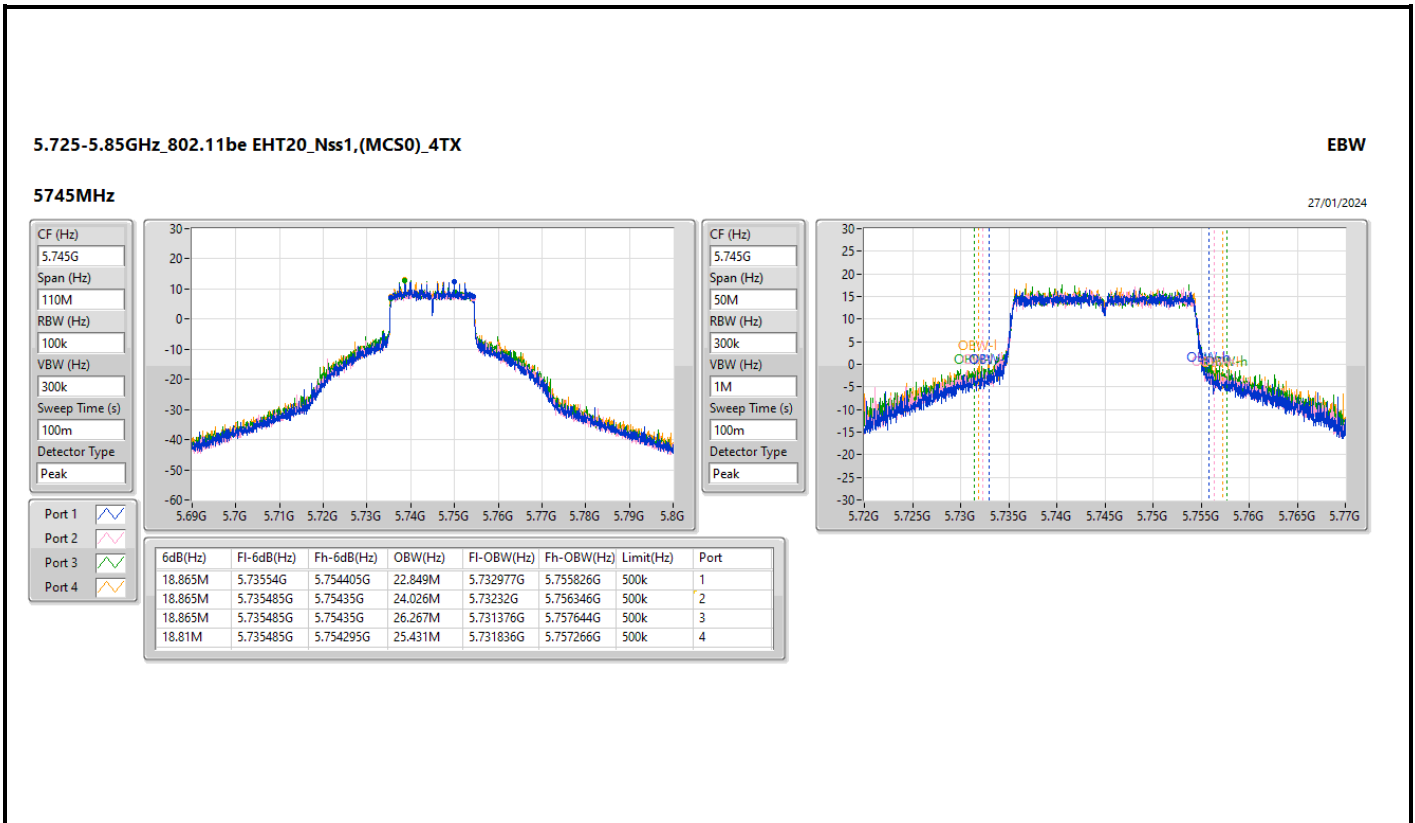 5.725-5.85GHz_802.11be EHT20_Nss1,(MCS0)_4TX
EBW
5745MHz
27/01/2024
CF (Hz)
5.745G
Span (Hz)
110M
RBW (Hz)
100k
VBW (Hz)
300k
Sweep Time (s)
100m
Detector Type
Peak
30
20
10
0
-10
-20
-30
-40
-50
-60
5.69G 5.7G 5.71G 5.72G 5.73G 5.74G 5.75G 5.76G 5.77G 5.78G 5.79G 5.8G
CF (Hz)
5.745G
Span (Hz)
50M
RBW (Hz)
300k
VBW (Hz)
1M
Sweep Time (s)
100m
Detector Type
Peak
30
25
20
15
10
5
0
-5
-10
-15
-20
-25
-30
OBW-l
5.72G 5.725G 5.73G 5.735G 5.74G 5.745G 5.75G 5.755G 5.76G 5.765G 5.77G
Port 1
Port 2
Port 3
Port 4
6dB(Hz) Fl-6dB(Hz) Fh-6dB(Hz) OBW(Hz) Fl-OBW(Hz) Fh-OBW(Hz) Limit(Hz) Port
18.865M 5.73554G 5.754405G 22.849M 5.732977G 5.755826G 500k 1
18.865M 5.735485G 5.75435G 24.026M 5.73232G 5.756346G 500k 2
18.865M 5.735485G 5.75435G 26.267M 5.731376G 5.757644G 500k 3
18.81M 5.735485G 5.754295G 25.431M 5.731836G 5.757266G 500k 4